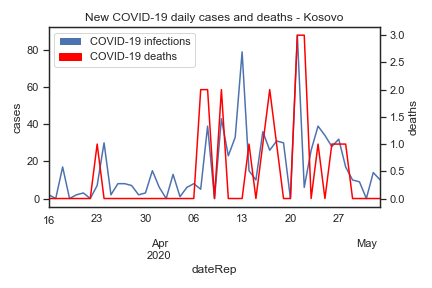 New COVID-19 daily cases and deaths - Kosovo
COVID-19 infections
COVID-19 deaths
cases
80
60
40
20
0
deaths
3.0
2.5
2.0
1.5
1.0
0.5
0.0
16 23 30 06 13 20 27
Apr May
2020
dateRep